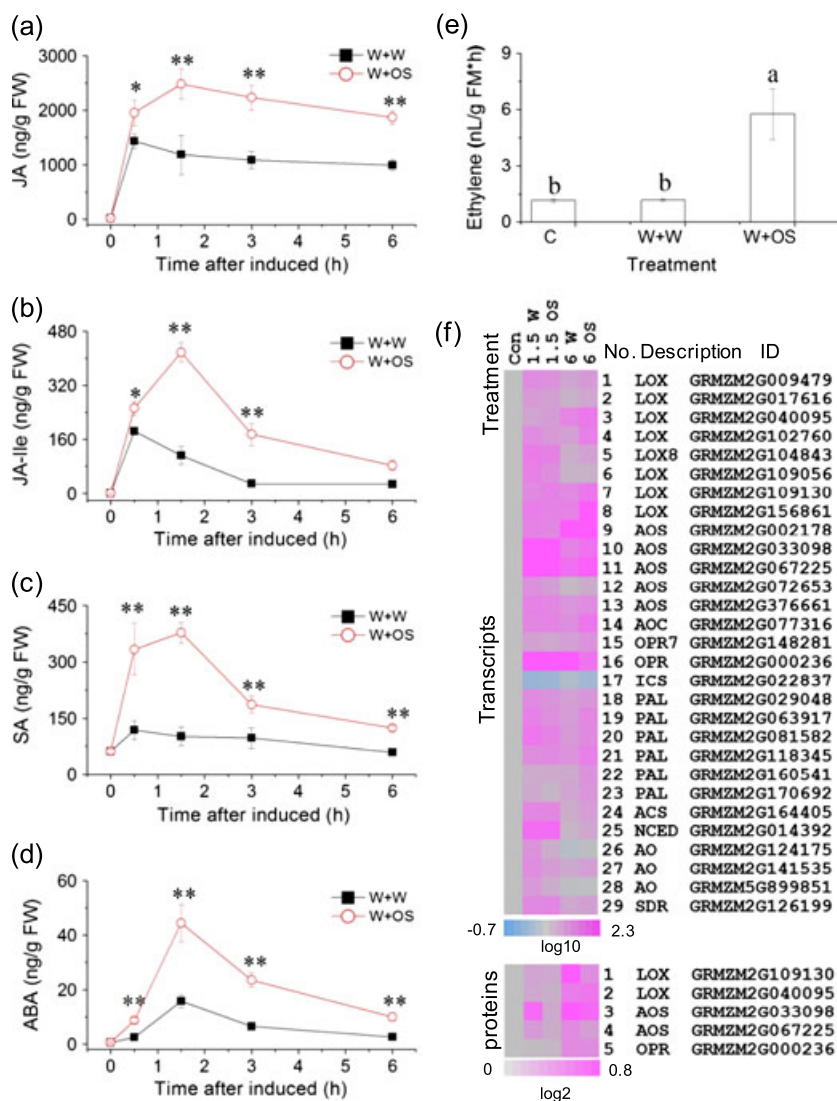 (a)
3000
2000
1000
0
JA (ng/g FW)
W+W
W+OS
*
**
**
**
0 1 2 3 4 5 6
Time after induced (h)
(b)
480
360
240
160
0
JA-Ile (ng/g FW)
W+W
W+OS
*
**
**
0 1 2 3 4 5 6
Time after induced (h)
(c)
450
300
150
0
SA (ng/g FW)
W+W
W+OS
**
**
**
**
0 1 2 3 4 5 6
Time after induced (h)
(d)
60
40
20
0
ABA (ng/g FW)
W+W
W+OS
**
**
**
**
0 1 2 3 4 5 6
Time after induced (h)
(e)
9
6
3
0
Ethylene (nL/g FM*h)
b
b
a
C W+W W+OS
Treatment
(f)
Treatment
Con
1.5 W
1.5 OS
6 W
6 OS
No. Description ID
Transcripts
1 LOX GRMZM2G009479
2 LOX GRMZM2G017616
3 LOX GRMZM2G040095
4 LOX GRMZM2G102760
5 LOX8 GRMZM2G104843
6 LOX GRMZM2G109056
7 LOX GRMZM2G109130
8 LOX GRMZM2G156861
9 AOS GRMZM2G002178
10 AOS GRMZM2G033098
11 AOS GRMZM2G067225
12 AOS GRMZM2G072653
13 AOS GRMZM2G376661
14 AOC GRMZM2G077316
15 OPR7 GRMZM2G148281
16 OPR GRMZM2G000236
17 ICS GRMZM2G022837
18 PAL GRMZM2G029048
19 PAL GRMZM2G063917
20 PAL GRMZM2G081582
21 PAL GRMZM2G118345
22 PAL GRMZM2G160541
23 PAL GRMZM2G170692
24 ACS GRMZM2G164405
25 NCED GRMZM2G014392
26 AO GRMZM2G124175
27 AO GRMZM2G141535
28 AO GRMZM5G899851
29 SDR GRMZM2G126199
-0.7 2.3
log10
proteins
1 LOX GRMZM2G109130
2 LOX GRMZM2G040095
3 AOS GRMZM2G033098
4 AOS GRMZM2G067225
5 OPR GRMZM2G000236
0 0.8
log2